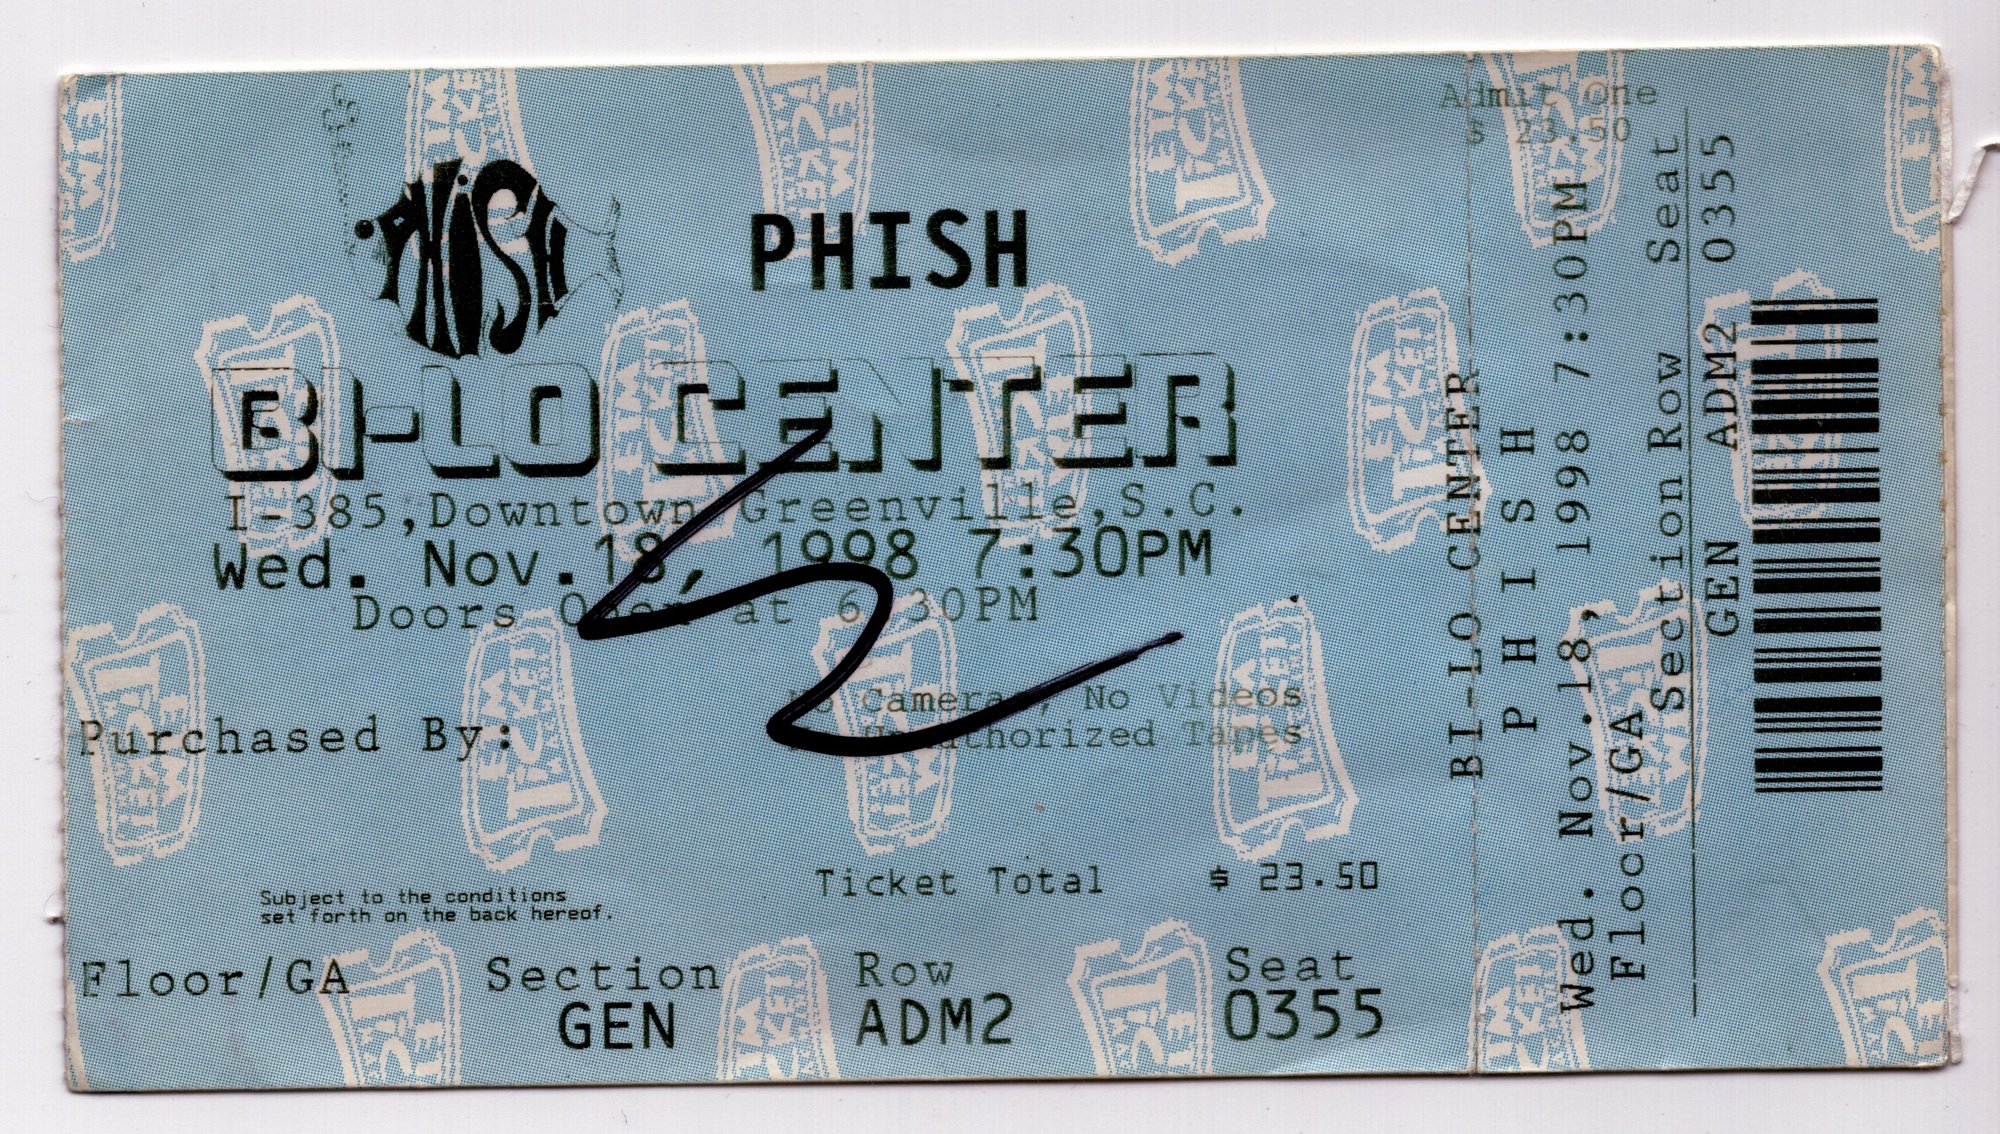 PHISH
PHISH
BI-LO CENTER
I-385,Downtown Greenville,S.C.
Wed. Nov.18, 1998 7:30PM
Doors Open at 6:30PM
No Cameras, No Videos
Unauthorized Tapes
Purchased By:
Ticket Total $ 23.50
Subject to the conditions
set forth on the back hereof.
Floor/GA Section Row Seat
GEN ADM2 0355
Admit One
$ 23.50
BI-LO CENTER
PHISH
Wed. Nov.18, 1998 7:30PM
Floor/GA
Section Row Seat
GEN ADM2 0355